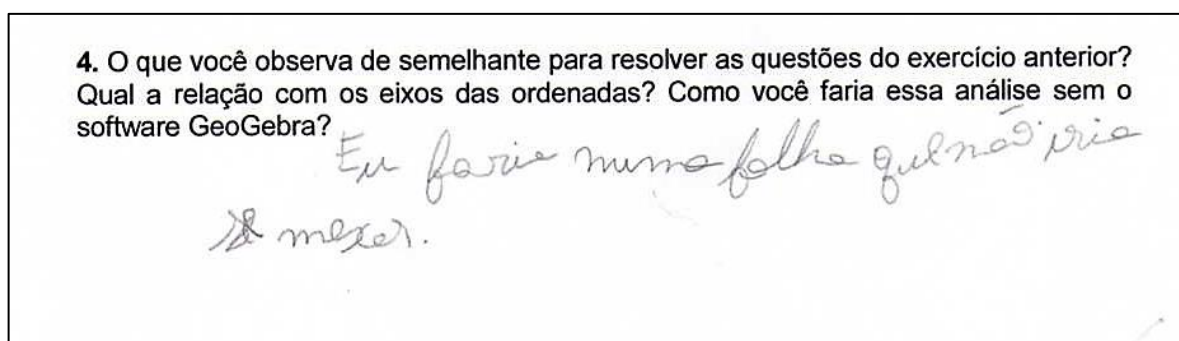 4. O que você observa de semelhante para resolver as questões do exercício anterior?
Qual a relação com os eixos das ordenadas? Como você faria essa análise sem o
software GeoGebra?
Eu faria numa folha que não iria
se mexer.